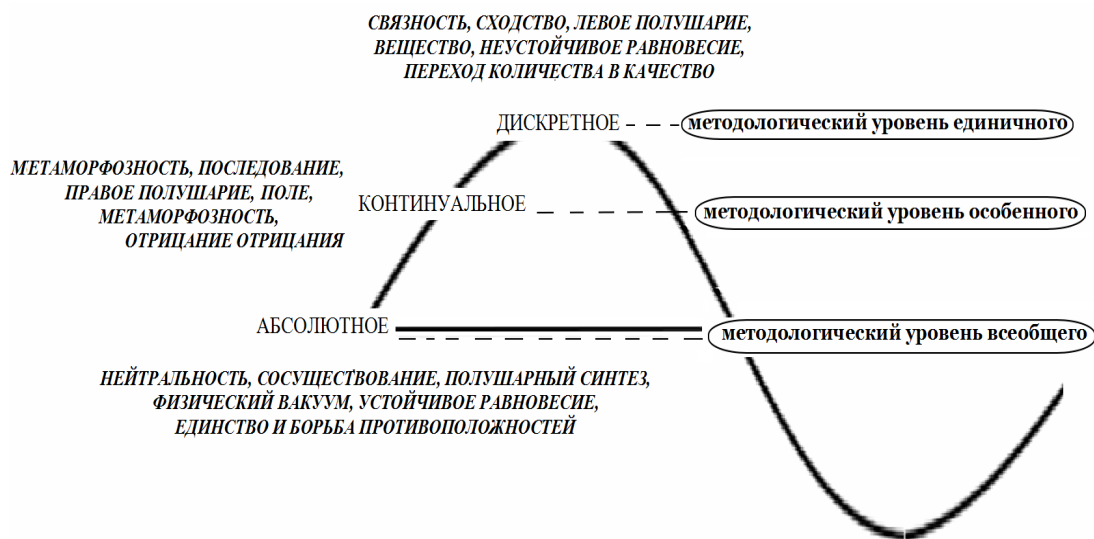 СВЯЗНОСТЬ, СХОДСТВО, ЛЕВОЕ ПОЛУШАРИЕ,
ВЕЩЕСТВО, НЕУСТОЙЧИВОЕ РАВНОВЕСИЕ,
ПЕРЕХОД КОЛИЧЕСТВА В КАЧЕСТВО
ДИСКРЕТНОЕ
методологический уровень единичного
МЕТАМОРФОЗНОСТЬ, ПОСЛЕДОВАНИЕ,
ПРАВОЕ ПОЛУШАРИЕ, ПОЛЕ,
МЕТАМОРФОЗНОСТЬ,
ОТРИЦАНИЕ ОТРИЦАНИЯ
КОНТИНУАЛЬНОЕ
методологический уровень особенного
АБСОЛЮТНОЕ
методологический уровень всеобщего
НЕЙТРАЛЬНОСТЬ, СОСУЩЕСТВОВАНИЕ, ПОЛУШАРНЫЙ СИНТЕЗ,
ФИЗИЧЕСКИЙ ВАКУУМ, УСТОЙЧИВОЕ РАВНОВЕСИЕ,
ЕДИНСТВО И БОРЬБА ПРОТИВОПОЛОЖНОСТЕЙ